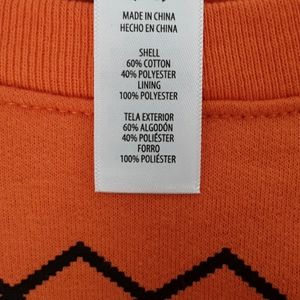 MADE IN CHINA
HECHO EN CHINA
SHELL
60% COTTON
40% POLYESTER
LINING
100% POLYESTER
TELA EXTERIOR
60% ALGODÓN
40% POLIÉSTER
FORRO
100% POLIÉSTER